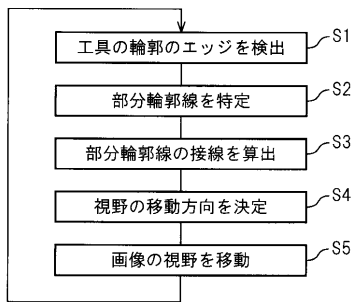 工具の輪郭のエッジを検出 S1
部分輪郭線を特定 S2
部分輪郭線の接線を算出 S3
視野の移動方向を決定 S4
画像の視野を移動 S5